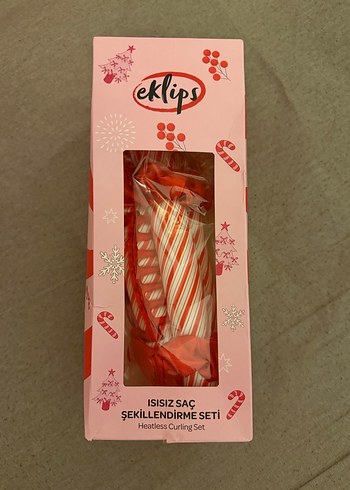 eklips
ISISIZ SAÇ
ŞEKİLLENDİRME SETİ
Heatless Curling Set